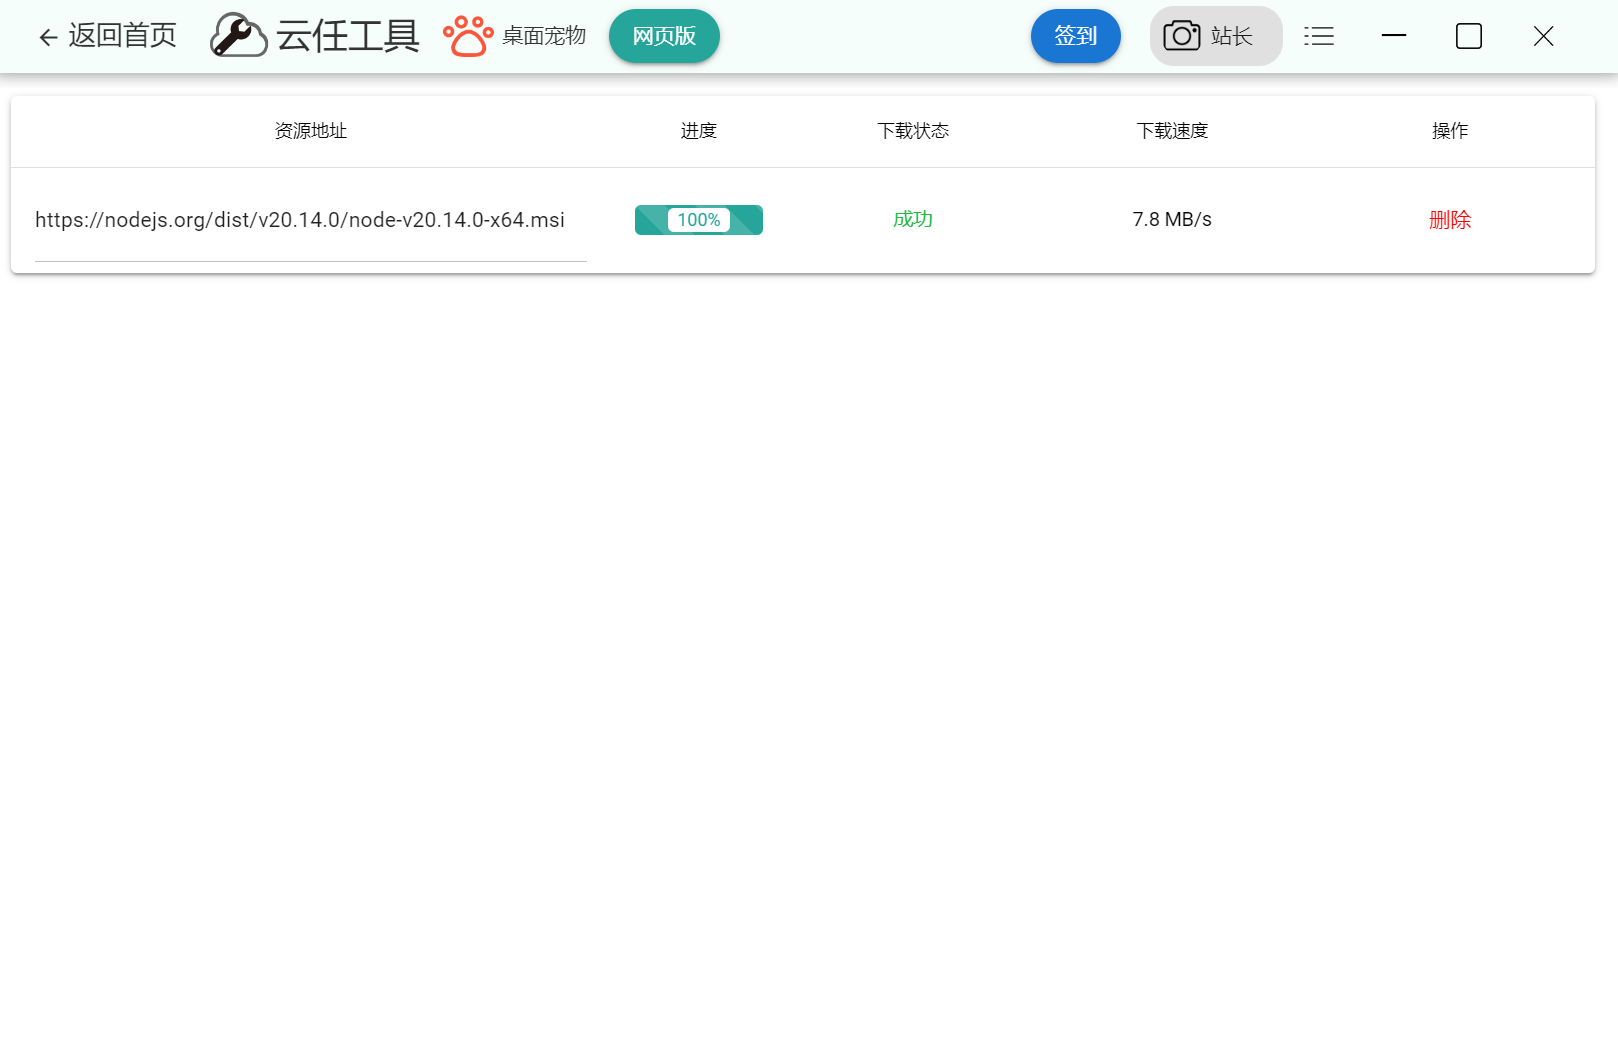 返回首页 云任工具 桌面宠物 网页版 签到 站长
资源地址 进度 下载状态 下载速度 操作
https://nodejs.org/dist/v20.14.0/node-v20.14.0-x64.msi 100% 成功 7.8 MB/s 删除